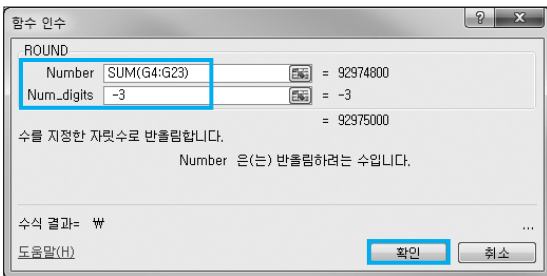 함수 인수
ROUND
Number SUM(G4:G23) = 92974800
Num_digits -3 = -3
= 92975000
수를 지정한 자릿수로 반올림합니다.
Number 은(는) 반올림하려는 수입니다.
수식 결과= ₩ ...
도움말(H) 확인 취소